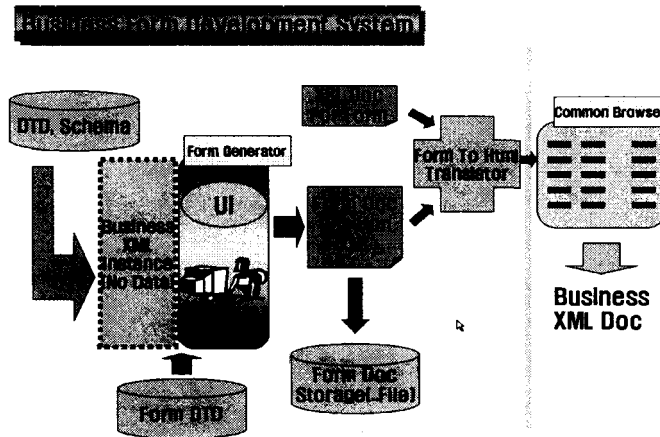 Business Form Development System
DTD, Schema
Form Generator
UI
Business
XML
Instance
(No Data)
Form DTD
Form Doc
Storage(..File)
Form To Html
Translator
Common Browse
Business
XML Doc